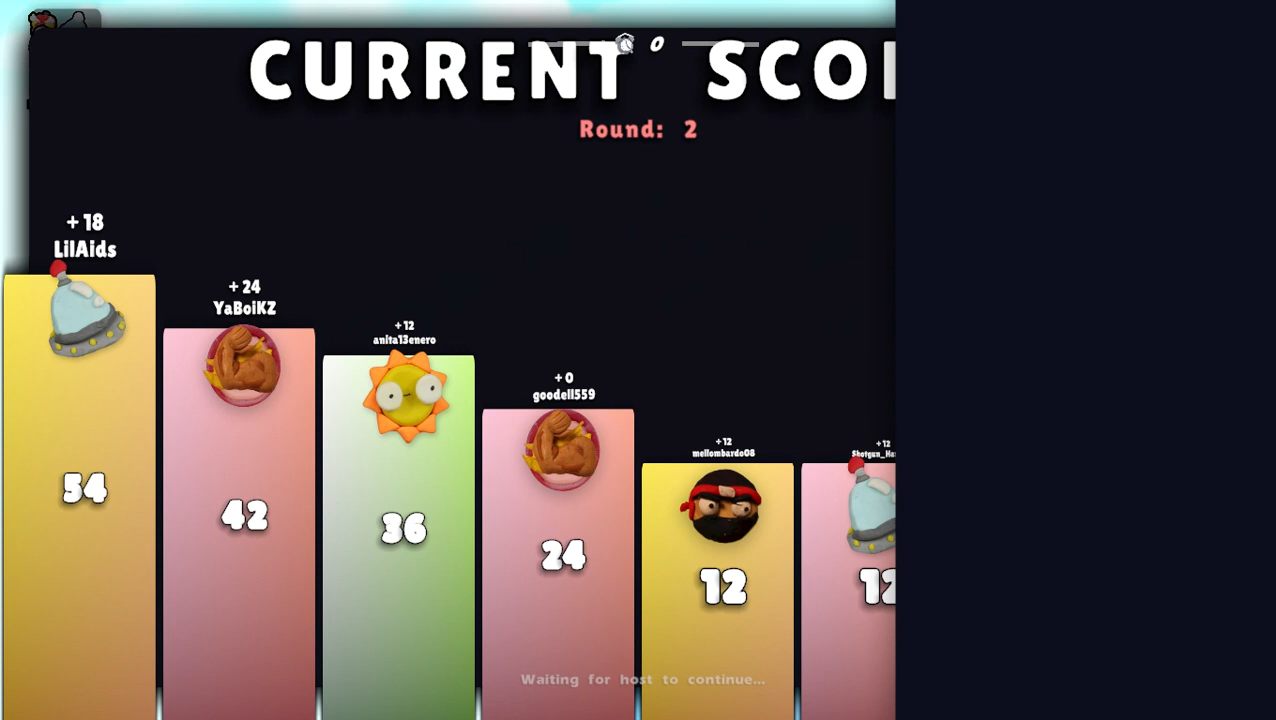 0
CURRENT
Round: 2
+18
LilAids
+24
YaBoiKZ
+12
anita13enero
+0
goodell559
+12
mellombardo08
+12
54
42
36
24
12
12
Waiting for host to continue...